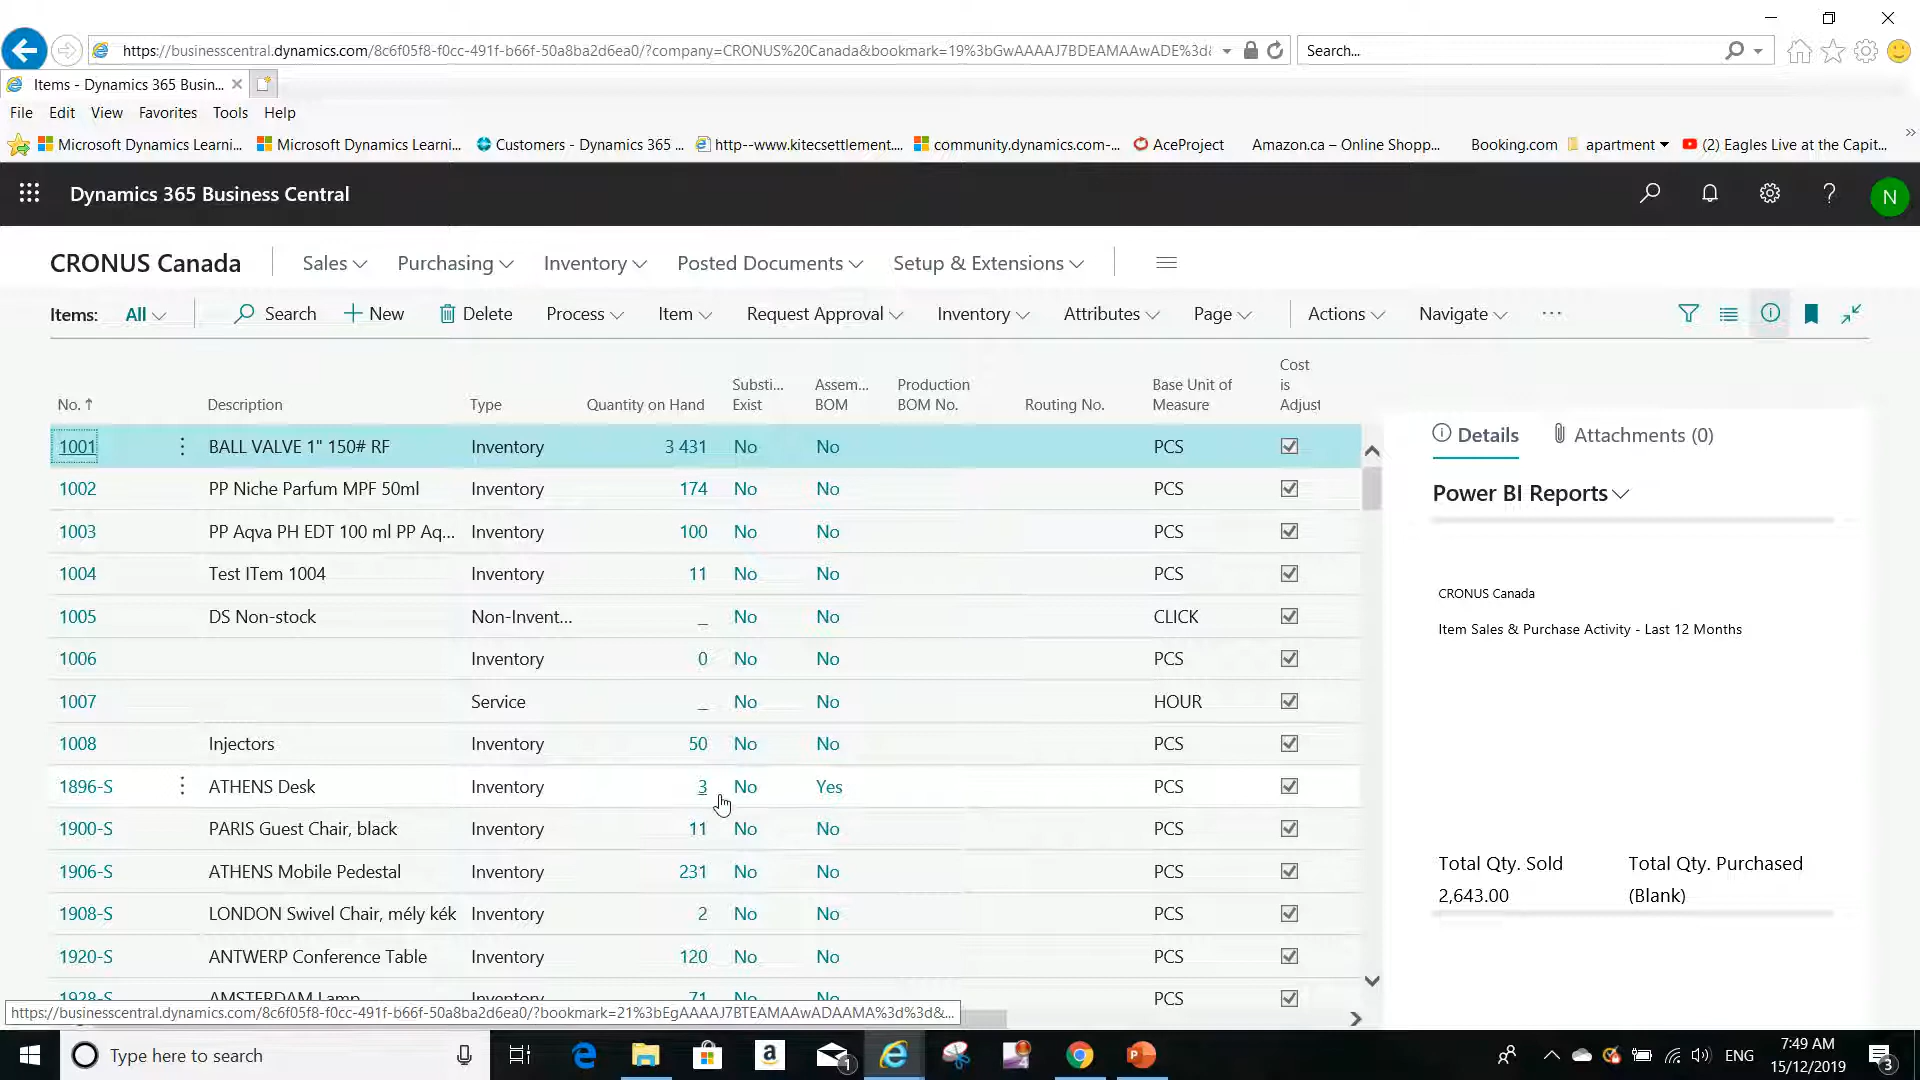 https://businesscentral.dynamics.com/8c6f05f8-f0cc-491f-b66f-50a8ba2d6ea0/?company=CRONUS%20Canada&bookmark=19%3bGwAAAAJ7BDEAMAAwADE%3d&
Search...
Items - Dynamics 365 Busin...
File Edit View Favorites Tools Help
Microsoft Dynamics Learni... Microsoft Dynamics Learni... Customers - Dynamics 365 ... http--www.kitecsettlement.... community.dynamics.com-... AceProject Amazon.ca – Online Shopp... Booking.com apartment (2) Eagles Live at the Capit...
Dynamics 365 Business Central
?
N
CRONUS Canada Sales Purchasing Inventory Posted Documents Setup & Extensions
Items: All Search New Delete Process Item Request Approval Inventory Attributes Page Actions Navigate ...
No. ↑ Description Type Quantity on Hand Substi... Exist Assem... BOM Production BOM No. Routing No. Base Unit of Measure Cost is Adjust
1001 BALL VALVE 1" 150# RF Inventory 3 431 No No PCS
1002 PP Niche Parfum MPF 50ml Inventory 174 No No PCS
1003 PP Aqva PH EDT 100 ml PP Aq... Inventory 100 No No PCS
1004 Test ITem 1004 Inventory 11 No No PCS
1005 DS Non-stock Non-Invent... _ No No CLICK
1006 Inventory 0 No No PCS
1007 Service _ No No HOUR
1008 Injectors Inventory 50 No No PCS
1896-S ATHENS Desk Inventory 3 No Yes PCS
1900-S PARIS Guest Chair, black Inventory 11 No No PCS
1906-S ATHENS Mobile Pedestal Inventory 231 No No PCS
1908-S LONDON Swivel Chair, mély kék Inventory 2 No No PCS
1920-S ANTWERP Conference Table Inventory 120 No No PCS
1928-S AMSTERDAM Lamp Inventory 71 No No PCS
Details Attachments (0)
Power BI Reports
CRONUS Canada
Item Sales & Purchase Activity - Last 12 Months
Total Qty. Sold Total Qty. Purchased
2,643.00 (Blank)
https://businesscentral.dynamics.com/8c6f05f8-f0cc-491f-b66f-50a8ba2d6ea0/?bookmark=21%3bEgAAAAJ7BTEAMAAwADAAMA%3d%3d&...
Type here to search
1
ENG
7:49 AM
15/12/2019
3